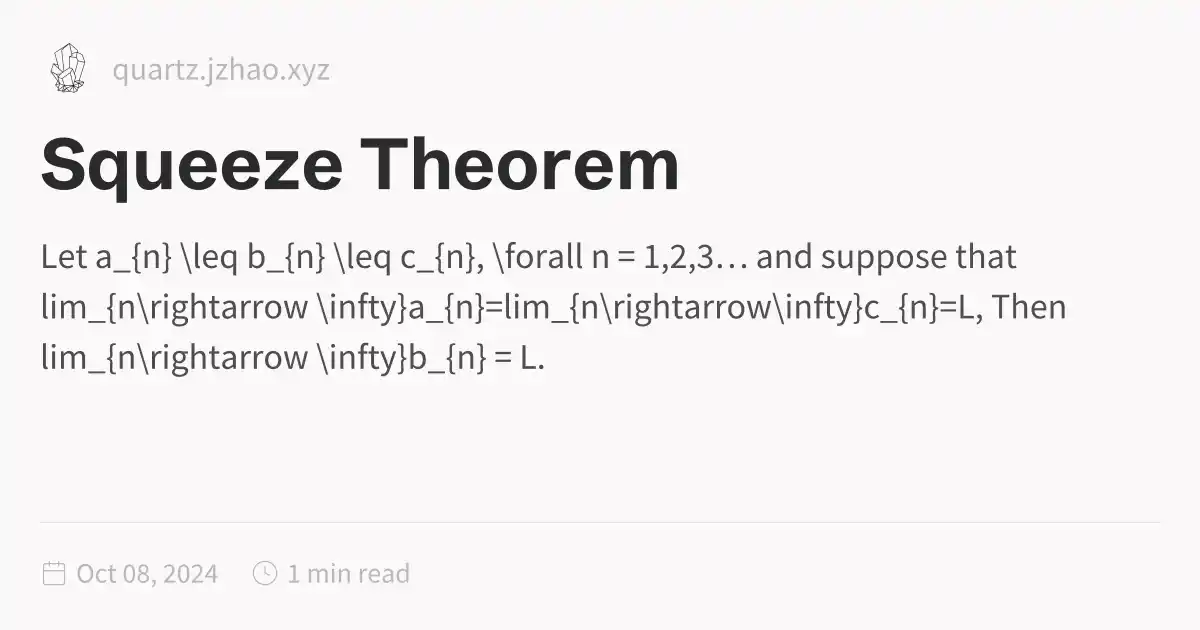 quartz.jzhao.xyz
Squeeze Theorem
Let a_{n} \leq b_{n} \leq c_{n}, \forall n = 1,2,3… and suppose that
lim_{n\rightarrow \infty}a_{n}=lim_{n\rightarrow\infty}c_{n}=L, Then
lim_{n\rightarrow \infty}b_{n} = L.
Oct 08, 2024 1 min read